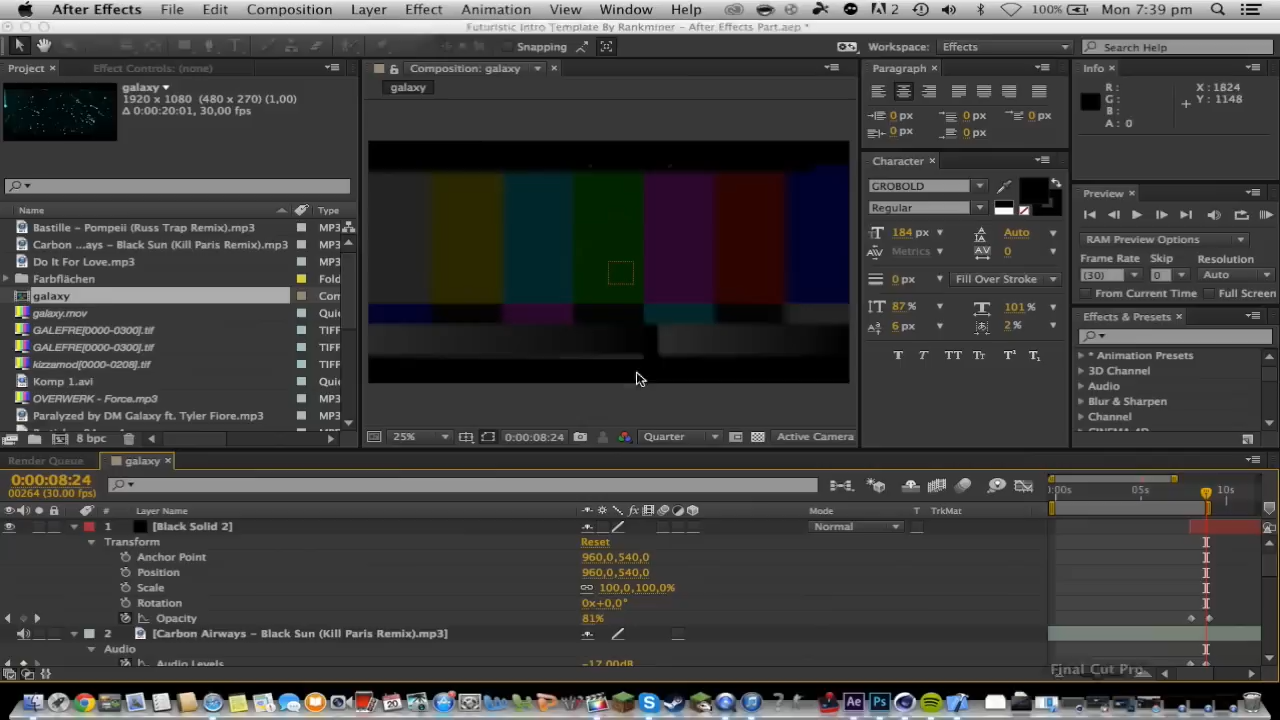 After Effects File Edit Composition Layer Effect Animation View Window Help 2 100% Mon 7:39 pm
Futuristic Intro Template By Rankminer - After Effects Part.aep *
Snapping Workspace: Effects Search Help
Project Effect Controls: (none) Composition: galaxy Paragraph Info
galaxy
1920 x 1080 (480 x 270) (1,00)
Δ 0:00:20:01, 30,00 fps
galaxy
0 px 0 px 0 px
0 px 0 px
R :
G :
B :
A : 0
X : 1824
Y : 1148
Character
GROBOLD
Regular
184 px Auto
Metrics 0
0 px Fill Over Stroke
87 % 101 %
6 px 2 %
T T TT Tr T¹ T₁
Preview
RAM Preview Options
Frame Rate Skip Resolution
(30) 0 Auto
From Current Time Full Screen
Effects & Presets
* Animation Presets
3D Channel
Audio
Blur & Sharpen
Channel
CINEMA 4D
Name Type
Bastille - Pompeii (Russ Trap Remix).mp3 MP3
Carbon ...ays - Black Sun (Kill Paris Remix).mp3 MP3
Do It For Love.mp3 MP3
Farbflächen Fold
galaxy Com
galaxy.mov Quic
GALEFRE[0000-0300].tif TIFF
GALEFRE[0000-0300].tif TIFF
kizzamod[0000-0208].tif TIFF
Komp 1.avi Quic
OVERWERK - Force.mp3 MP3
Paralyzed by DM Galaxy ft. Tyler Fiore.mp3 MP3
8 bpc
25% 0:00:08:24 Quarter Active Camera
Render Queue galaxy
0:00:08:24
00264 (30.00 fps)
:00s 05s 10s
# Layer Name fx Mode T TrkMat
1 [Black Solid 2] Normal
Transform Reset
Anchor Point 960,0,540,0
Position 960,0,540,0
Scale 100,0,100,0%
Rotation 0x+0,0°
Opacity 81%
2 [Carbon Airways - Black Sun (Kill Paris Remix).mp3]
Audio
Audio Levels -17,00dB
Final Cut Pro
20 Ae Ps